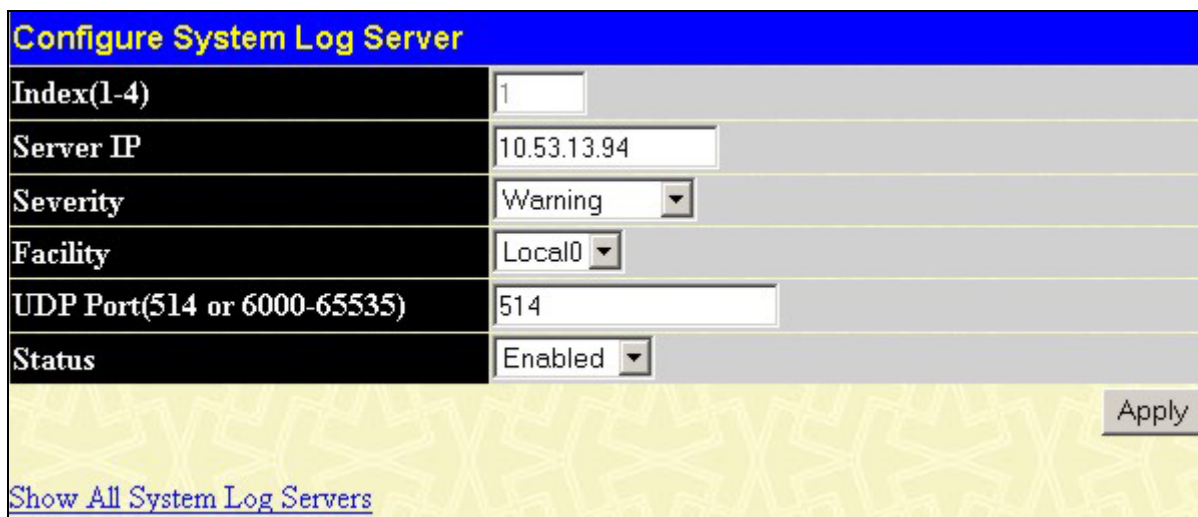 Configure System Log Server
Index(1-4) 1
Server IP 10.53.13.94
Severity Warning
Facility Local0
UDP Port(514 or 6000-65535) 514
Status Enabled
Apply
Show All System Log Servers